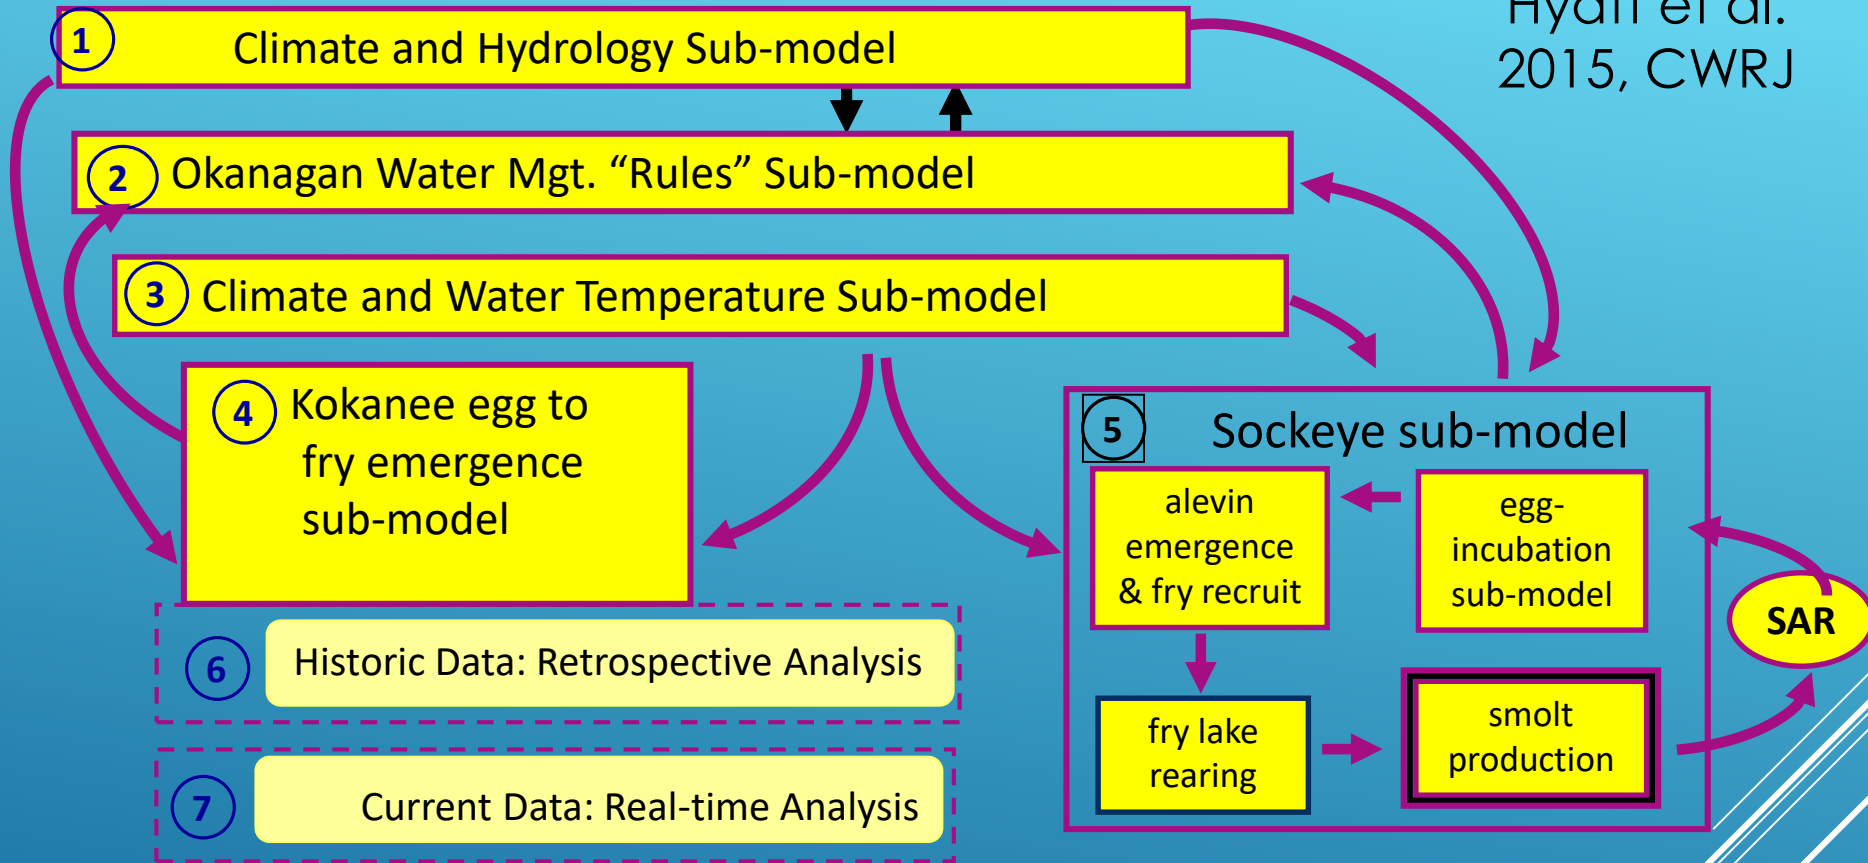 Hyatt et al.
2015, CWRJ
1 Climate and Hydrology Sub-model
2 Okanagan Water Mgt. “Rules” Sub-model
3 Climate and Water Temperature Sub-model
4 Kokanee egg to
fry emergence
sub-model
5 Sockeye sub-model
alevin
emergence
& fry recruit
egg-
incubation
sub-model
fry lake
rearing
smolt
production
SAR
6 Historic Data: Retrospective Analysis
7 Current Data: Real-time Analysis